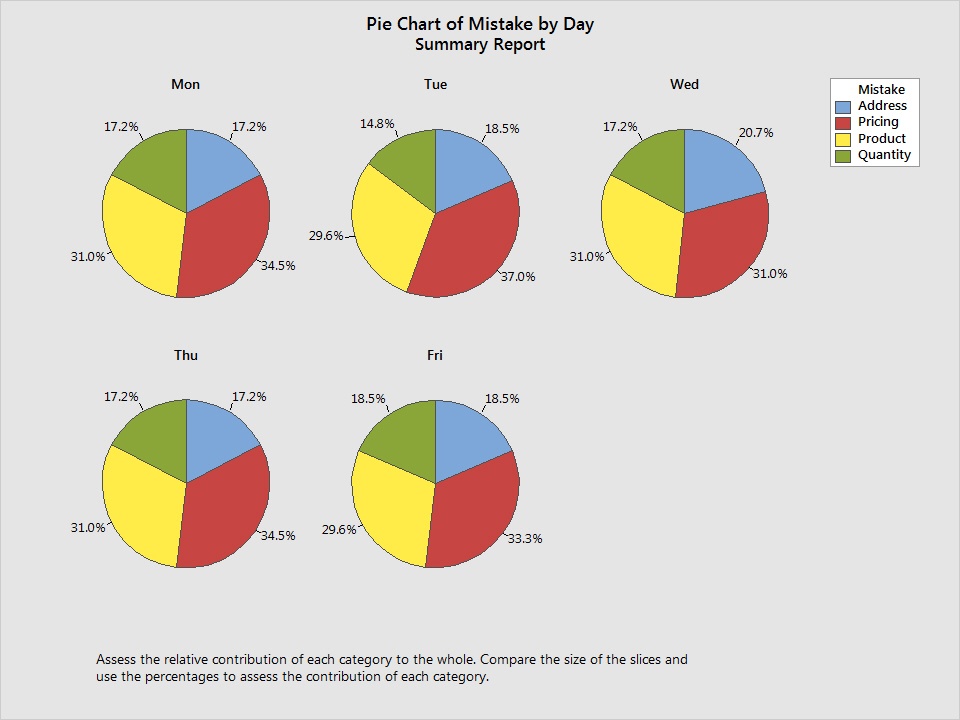 Pie Chart of Mistake by Day
Summary Report
Mon
Tue
Wed
Mistake
Address
Pricing
Product
Quantity
17.2%
17.2%
34.5%
31.0%
14.8%
18.5%
37.0%
29.6%
17.2%
20.7%
31.0%
31.0%
Thu
Fri
17.2%
17.2%
34.5%
31.0%
18.5%
18.5%
33.3%
29.6%
Assess the relative contribution of each category to the whole. Compare the size of the slices and
use the percentages to assess the contribution of each category.